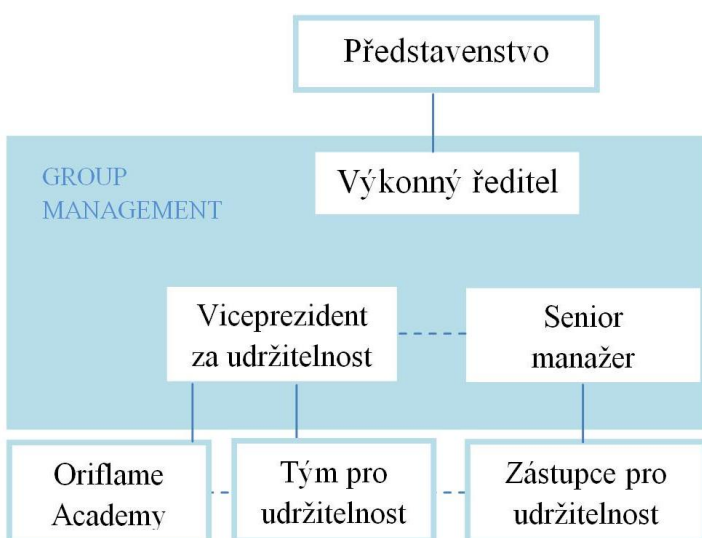 Představenstvo
GROUP
MANAGEMENT
Výkonný ředitel
Viceprezident
za udržitelnost
Senior
manažer
Oriflame
Academy
Tým pro
udržitelnost
Zástupce pro
udržitelnost